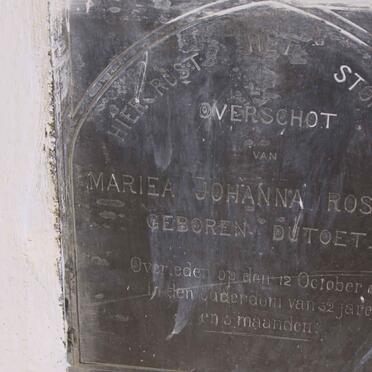 HIER RUST HET STO
OVERSCHOT
VAN
MARIEA JOHANNA ROS
GEBOREN DUTOET
Overleden op den 12 October
In den ouderdom van 32 jare
en 3 maanden